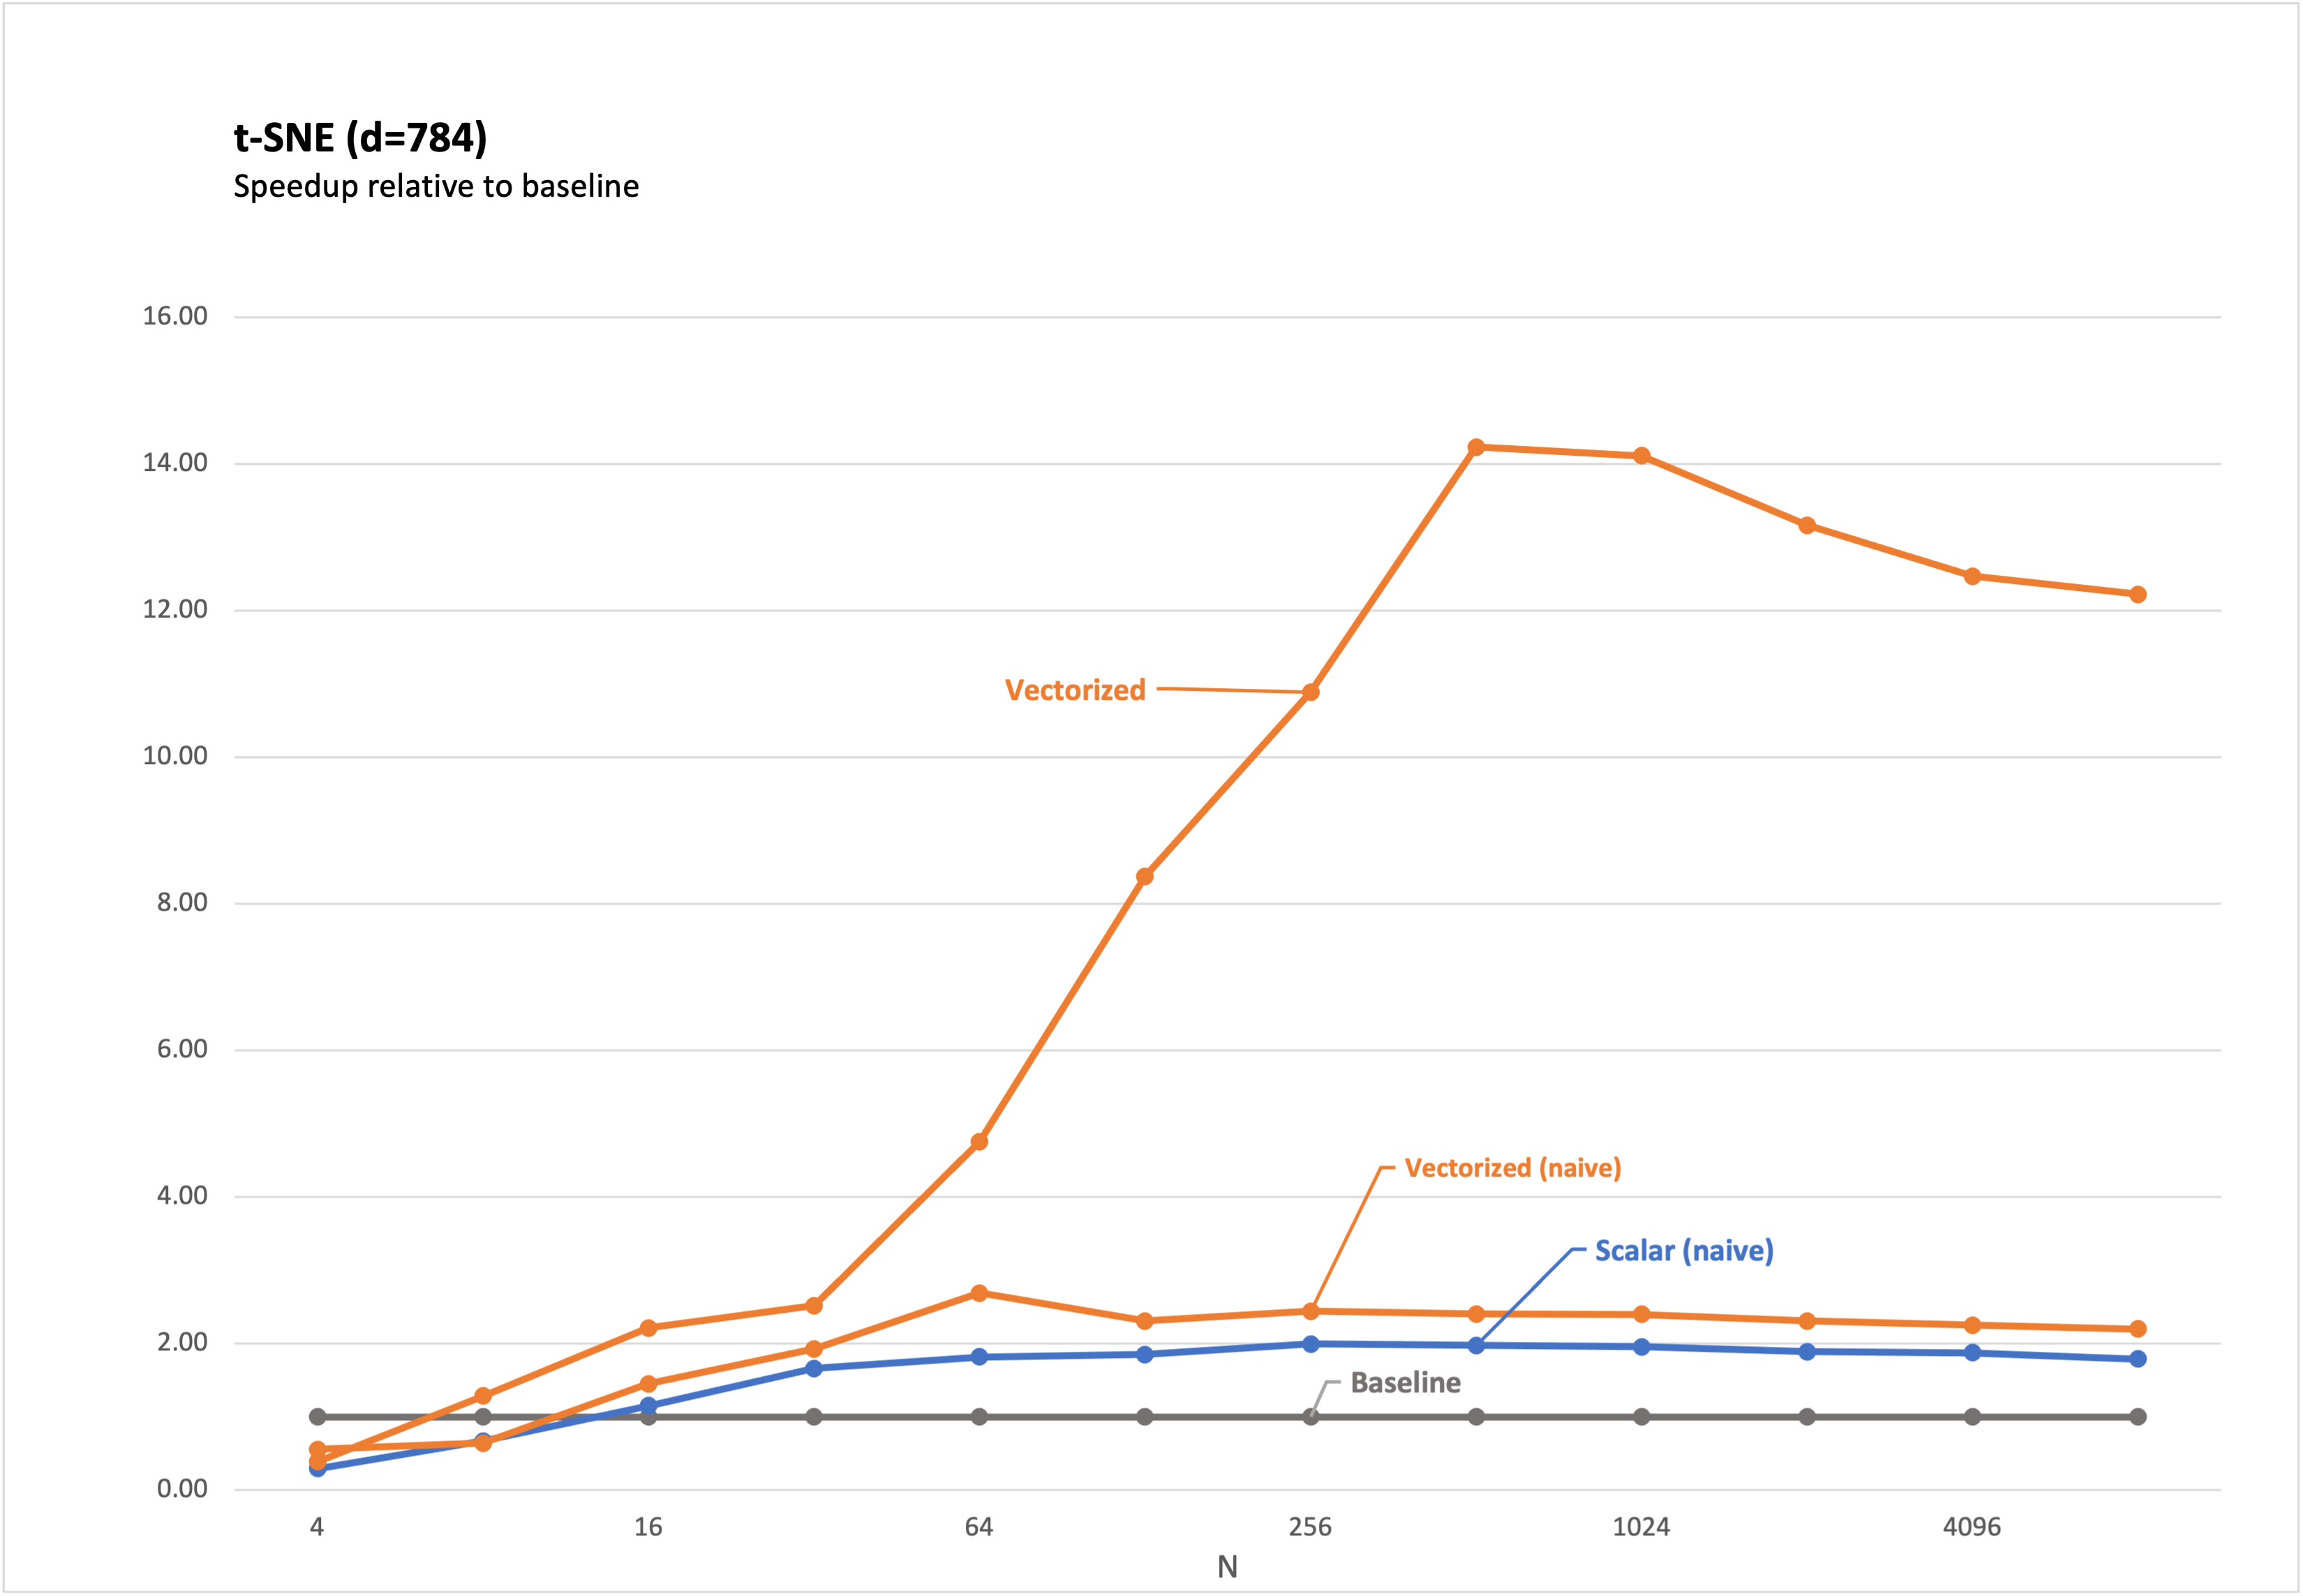 t-SNE (d=784)
Speedup relative to baseline
16.00
14.00
12.00
Vectorized
10.00
8.00
6.00
4.00
Vectorized (naive)
Scalar (naive)
2.00
Baseline
0.00
4 16 64 256 1024 4096
N